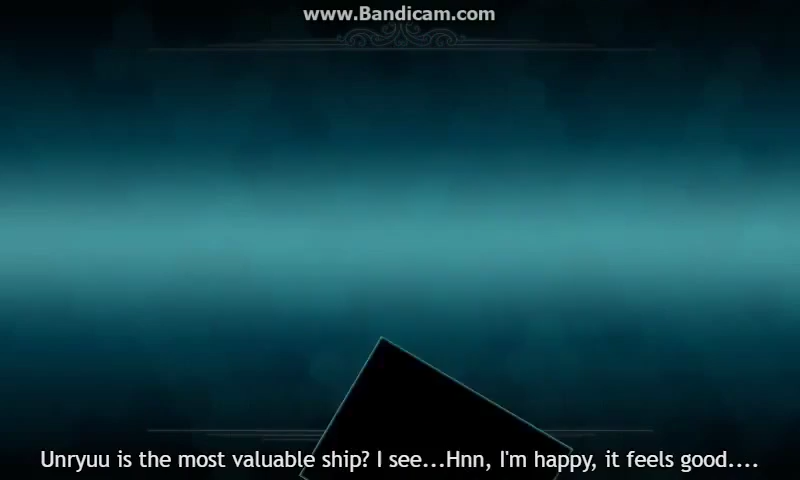 www.Bandicam.com
Unryuu is the most valuable ship? I see...Hnn, I'm happy, it feels good....